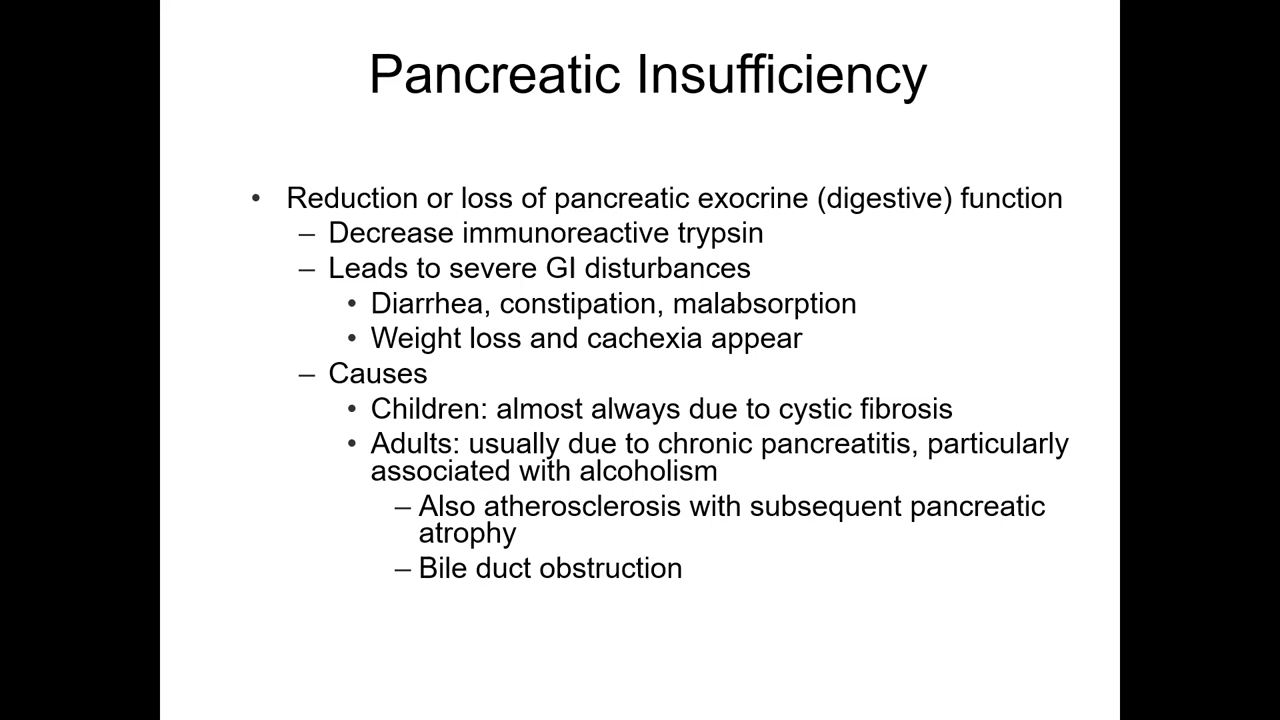 Pancreatic Insufficiency
• Reduction or loss of pancreatic exocrine (digestive) function
– Decrease immunoreactive trypsin
– Leads to severe GI disturbances
• Diarrhea, constipation, malabsorption
• Weight loss and cachexia appear
– Causes
• Children: almost always due to cystic fibrosis
• Adults: usually due to chronic pancreatitis, particularly
associated with alcoholism
– Also atherosclerosis with subsequent pancreatic
atrophy
– Bile duct obstruction